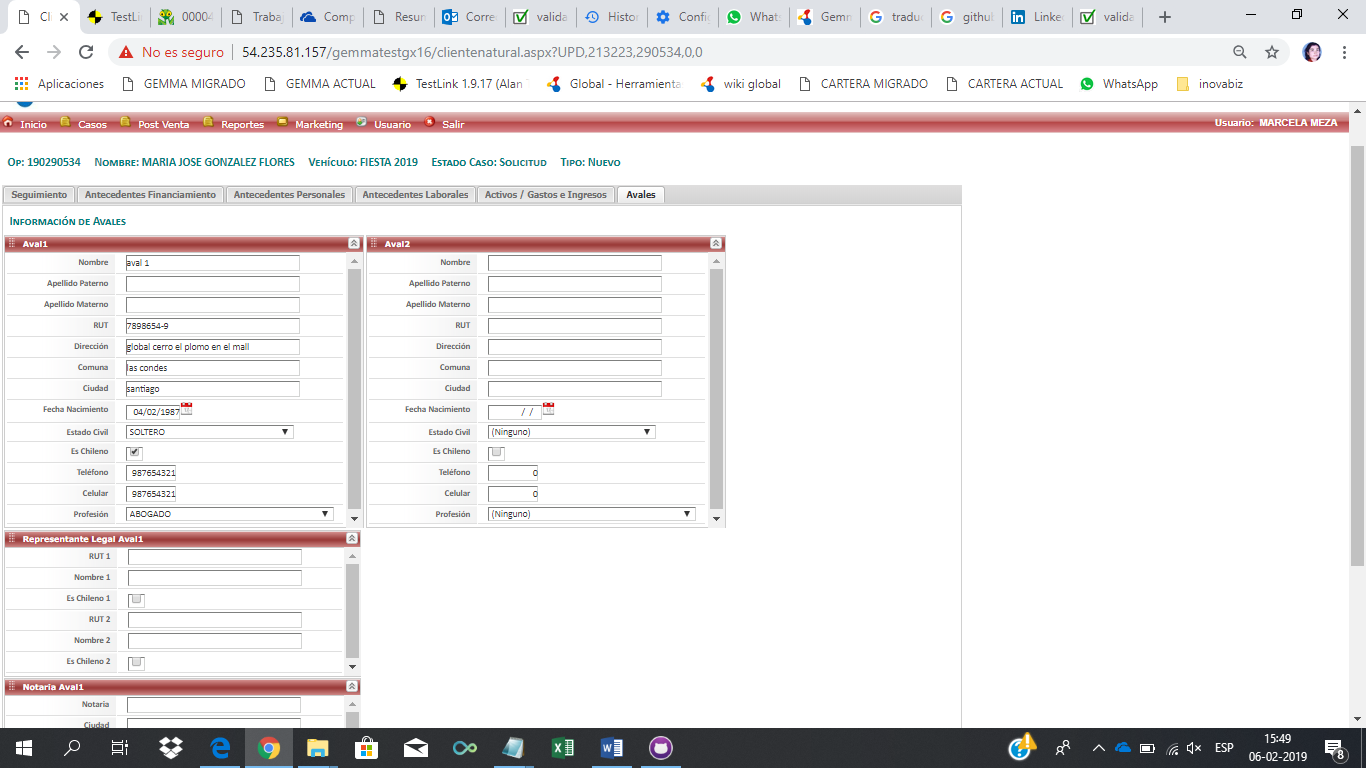 Cli
TestLin
00004
Trabaj
Comp
Resun
Corre
valida
Histor
Config
Whats
Gemn
tradu
githul
Linke
valida
No es seguro | 54.235.81.157/gemmatestgx16/clientenatural.aspx?UPD,213223,290534,0,0
Aplicaciones GEMMA MIGRADO GEMMA ACTUAL TestLink 1.9.17 (Alan Global - Herramienta wiki global CARTERA MIGRADO CARTERA ACTUAL WhatsApp inovabiz
Inicio Casos Post Venta Reportes Marketing Usuario Salir Usuario: MARCELA MEZA
Op: 190290534 Nombre: MARIA JOSE GONZALEZ FLORES Vehículo: FIESTA 2019 Estado Caso: Solicitud Tipo: Nuevo
Seguimiento Antecedentes Financiamiento Antecedentes Personales Antecedentes Laborales Activos / Gastos e Ingresos Avales
Información de Avales
Aval1
Nombre aval 1
Apellido Paterno
Apellido Materno
RUT 7898654-9
Dirección global cerro el plomo en el mall
Comuna las condes
Ciudad santiago
Fecha Nacimiento 04/02/1987
Estado Civil SOLTERO
Es Chileno
Teléfono 987654321
Celular 987654321
Profesión ABOGADO
Aval2
Nombre
Apellido Paterno
Apellido Materno
RUT
Dirección
Comuna
Ciudad
Fecha Nacimiento / /
Estado Civil (Ninguno)
Es Chileno
Teléfono 0
Celular 0
Profesión (Ninguno)
Representante Legal Aval1
RUT 1
Nombre 1
Es Chileno 1
RUT 2
Nombre 2
Es Chileno 2
Notaria Aval1
Notaria
Ciudad
ESP
15:49
06-02-2019
8